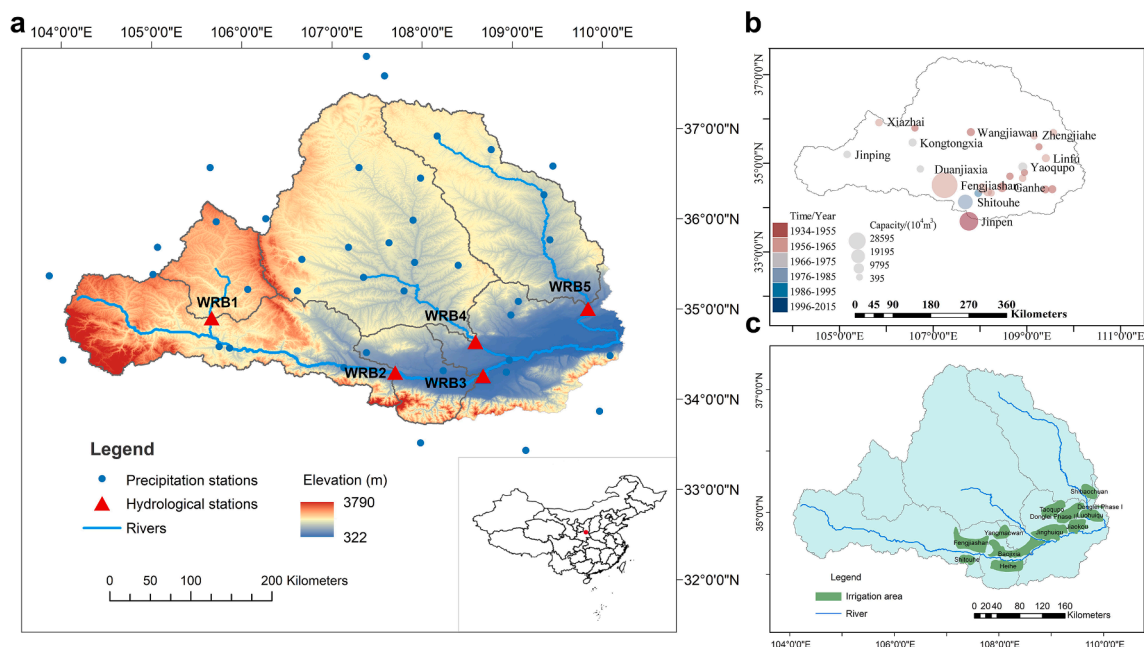 a
104°0'0"E 105°0'0"E 106°0'0"E 107°0'0"E 108°0'0"E 109°0'0"E 110°0'0"E
37°0'0"N
36°0'0"N
35°0'0"N
34°0'0"N
33°0'0"N
32°0'0"N
WRB1
WRB5
WRB4
WRB2
WRB3
Legend
Precipitation stations
Hydrological stations
Rivers
Elevation (m)
3790
322
0 50 100 200 Kilometers
b
37°0'0"N
35°0'0"N
33°0'0"N
Xiazhai
Wangjiawan
Zhengjiahe
Kongtongxia
Jinping
Linfu
Duanjiaxia
Yaoqupo
Fengjiashan
Ganhe
Shitouhe
Jinpen
Time/Year
1934-1955
1956-1965
1966-1975
1976-1985
1986-1995
1996-2015
Capacity/(10⁴m³)
28595
19195
9795
395
0 45 90 180 270 360
Kilometers
105°0'0"E 107°0'0"E 109°0'0"E 111°0'0"E
c
37°0'0"N
35°0'0"N
Shibaochuan
Taoqupo
Donglei Phase I
Donglei Phase II
Luohuiqu
Yangmaowan
Jinghuiqu
Jiaokou
Fengjiashan
Baojixia
Shitouhe
Heihe
Legend
Irrigation area
River
0 20 40 80 120 160
Kilometers
104°0'0"E 106°0'0"E 108°0'0"E 110°0'0"E